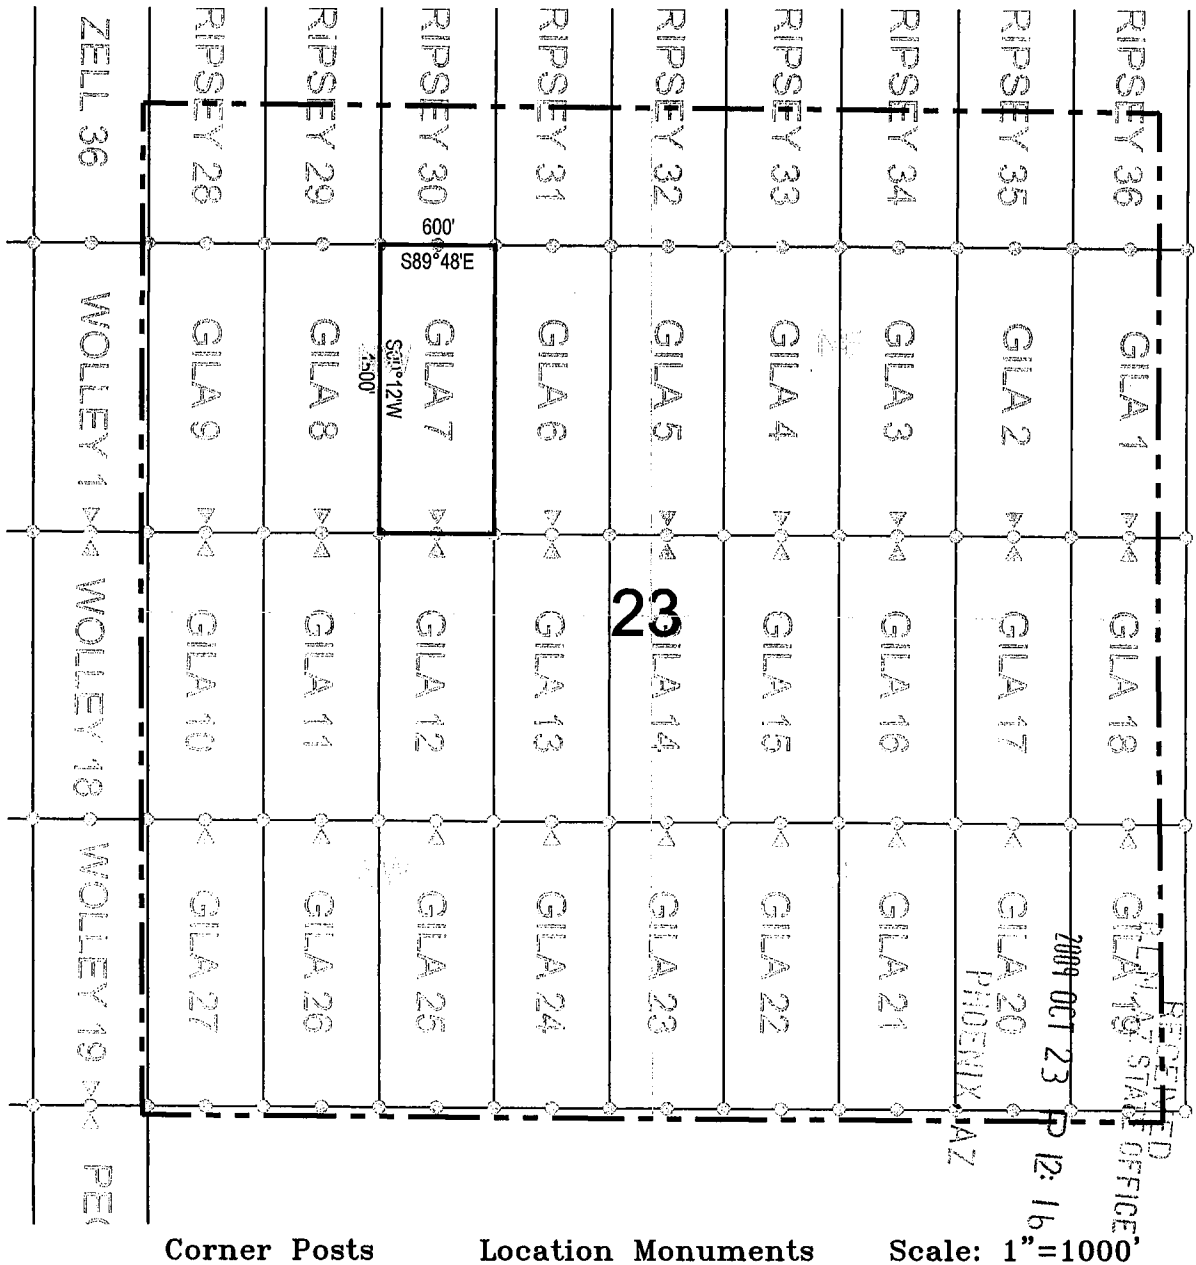 ZELL 36
RIPSEY 28
RIPSEY 29
RIPSEY 30
RIPSEY 31
RIPSEY 32
RIPSEY 33
RIPSEY 34
RIPSEY 35
RIPSEY 36
600'
S89°48'E
WOLLEY 1
GILA 9
GILA 8
1500'
GILA 7
GILA 6
GILA 5
GILA 4
GILA 3
GILA 2
GILA 1
23
WOLLEY 18
GILA 10
GILA 11
GILA 12
GILA 13
GILA 14
GILA 15
GILA 16
GILA 17
GILA 18
WOLLEY 19
GILA 27
GILA 26
GILA 25
GILA 24
GILA 23
GILA 22
GILA 21
GILA 20
GILA 19
RECEIVED
BLM AZ STATE OFFICE
2009 OCT 23 P 12: 16
PHOENIX, AZ
Corner Posts
Location Monuments
Scale: 1"=1000'